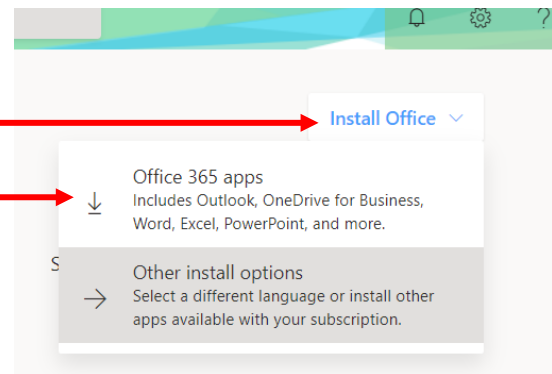 ?
Install Office
Office 365 apps
Includes Outlook, OneDrive for Business,
Word, Excel, PowerPoint, and more.
S
Other install options
Select a different language or install other
apps available with your subscription.